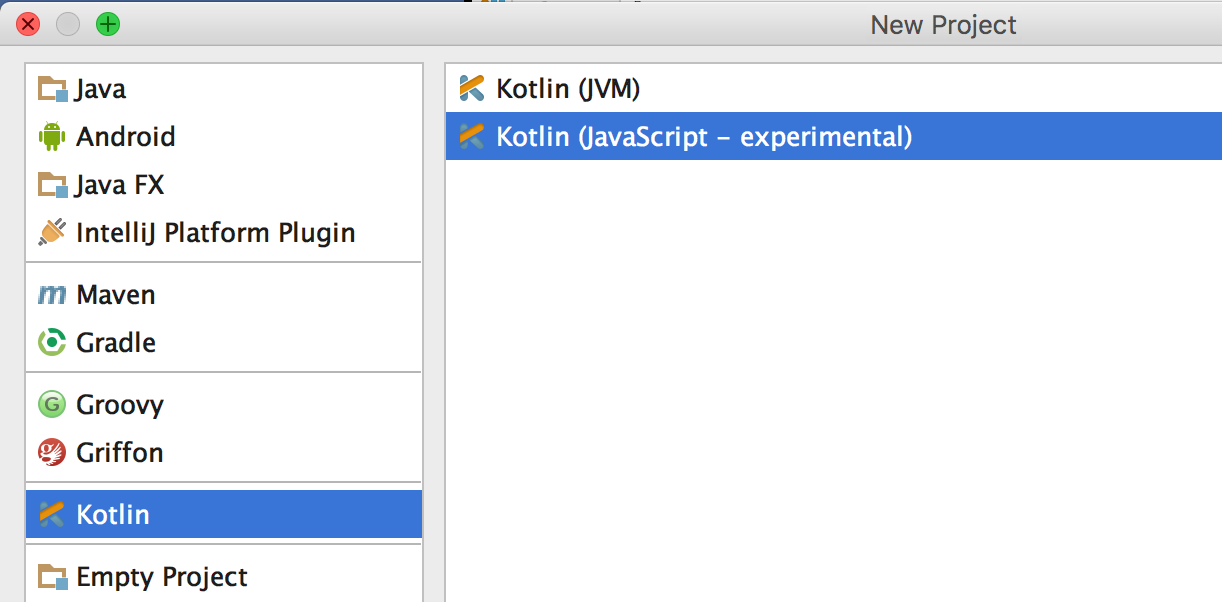 New Project
Java
Android
Java FX
IntelliJ Platform Plugin
Maven
Gradle
Groovy
Griffon
Kotlin
Empty Project
Kotlin (JVM)
Kotlin (JavaScript – experimental)